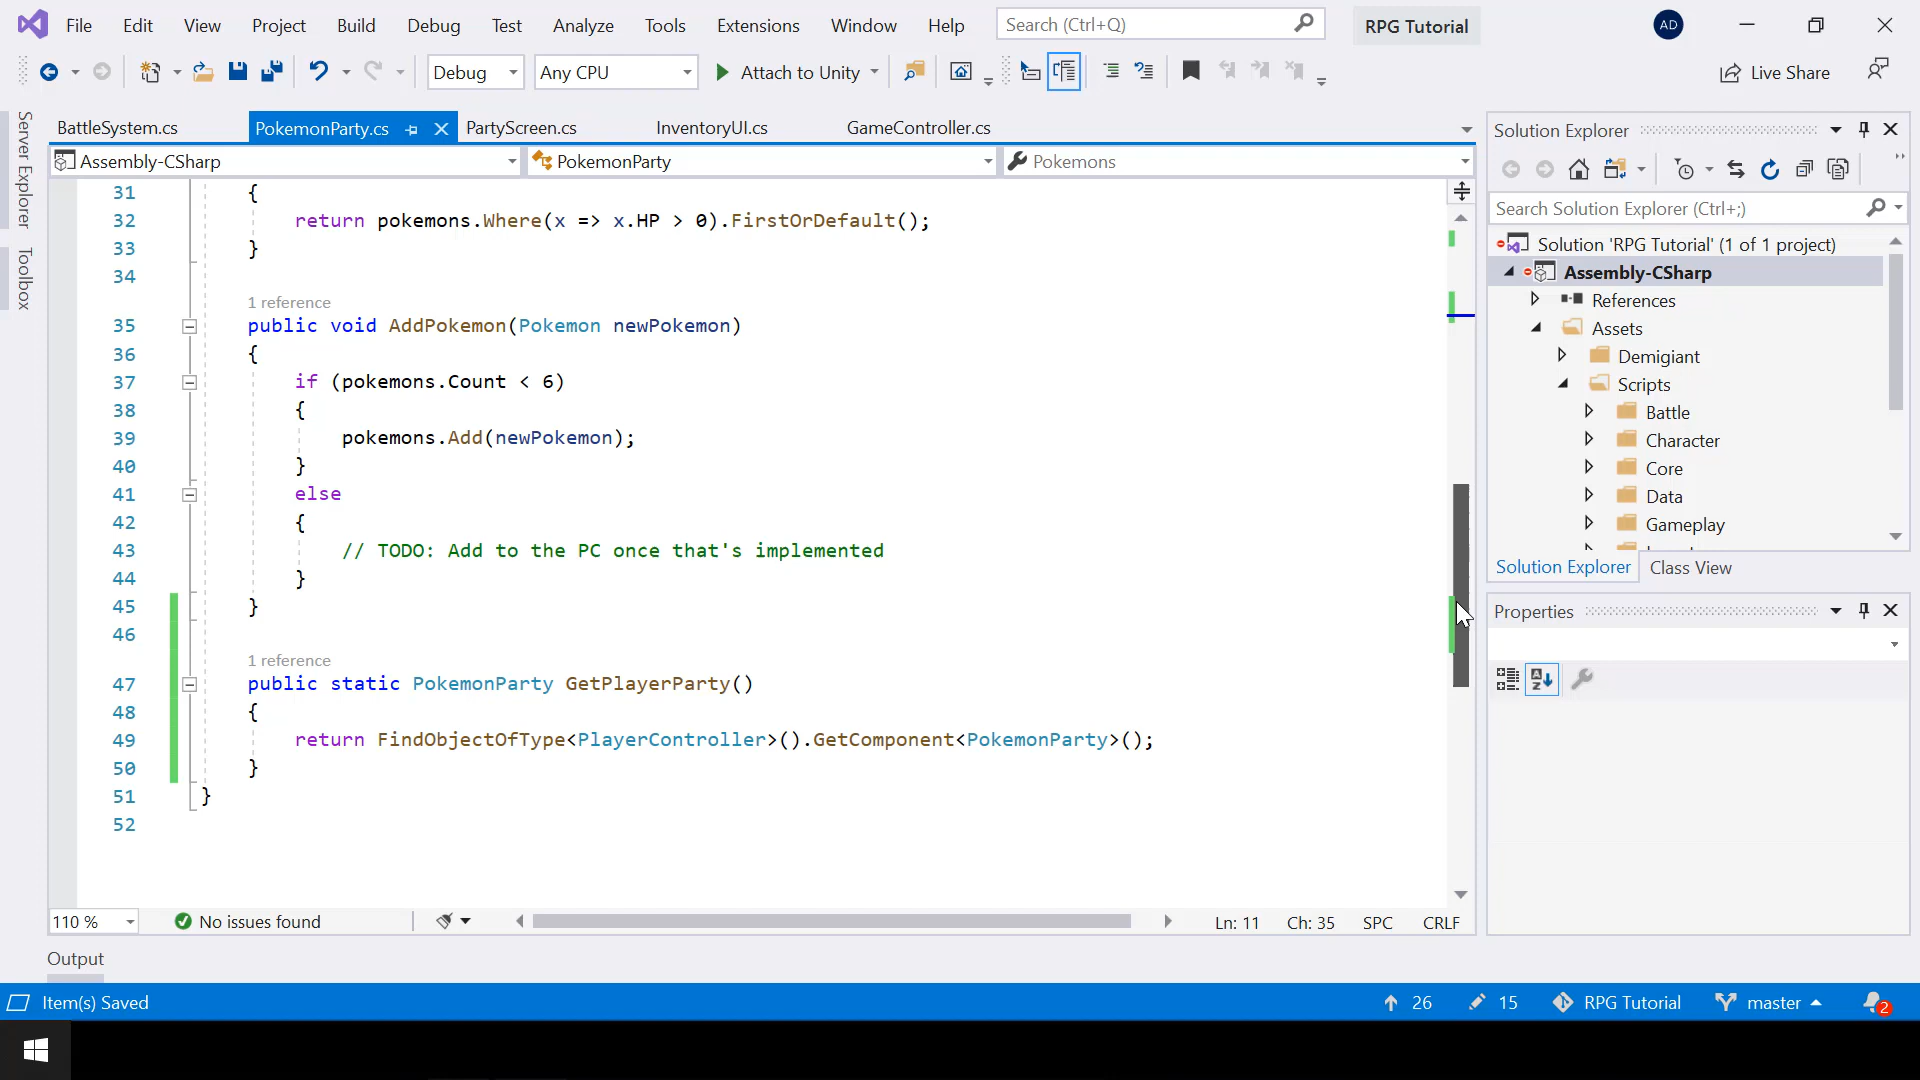 File Edit View Project Build Debug Test Analyze Tools Extensions Window Help Search (Ctrl+Q) RPG Tutorial AD
Debug Any CPU Attach to Unity Live Share
Server Explorer
Toolbox
BattleSystem.cs PokemonParty.cs PartyScreen.cs InventoryUI.cs GameController.cs
Assembly-CSharp PokemonParty Pokemons
31 {
32 return pokemons.Where(x => x.HP > 0).FirstOrDefault();
33 }
34
1 reference
35 public void AddPokemon(Pokemon newPokemon)
36 {
37 if (pokemons.Count < 6)
38 {
39 pokemons.Add(newPokemon);
40 }
41 else
42 {
43 // TODO: Add to the PC once that's implemented
44 }
45 }
46
1 reference
47 public static PokemonParty GetPlayerParty()
48 {
49 return FindObjectOfType<PlayerController>().GetComponent<PokemonParty>();
50 }
51 }
52
110 % No issues found Ln: 11 Ch: 35 SPC CRLF
Solution Explorer
Search Solution Explorer (Ctrl+;)
Solution 'RPG Tutorial' (1 of 1 project)
Assembly-CSharp
References
Assets
Demigiant
Scripts
Battle
Character
Core
Data
Gameplay
Solution Explorer Class View
Properties
Output
Item(s) Saved 26 15 RPG Tutorial master 2